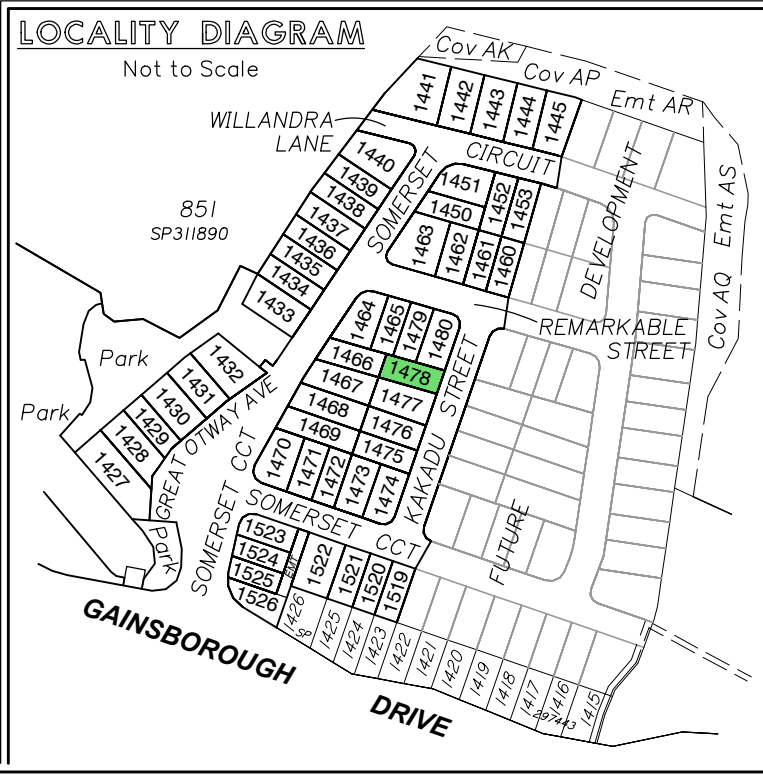 LOCALITY DIAGRAM
Not to Scale
Cov AK
Cov AP
Emt AR
1441
1442
1443
1444
1445
WILLANDRA
LANE
SOMERSET
CIRCUIT
DEVELOPMENT
Cov AQ Emt AS
1440
1439
1438
1437
1436
1435
1434
1433
851
SP311890
1451
1450
1452
1453
1463
1462
1461
1460
REMARKABLE
STREET
1464
1465
1479
1480
1466
1478
1467
1477
1468
1476
1469
1475
1470
1471
1472
1473
1474
KAKADU STREET
Park
1432
1431
1430
1429
1428
1427
Park
GREAT OTWAY AVE
SOMERSET CCT
Park
SOMERSET CCT
FUTURE
1523
1524
1525
1526
EMT
1522
1521
1520
1519
1426
SP
1425
1424
1423
1422
1421
1420
1419
1418
1417
1416
1415
297443
GAINSBOROUGH
DRIVE